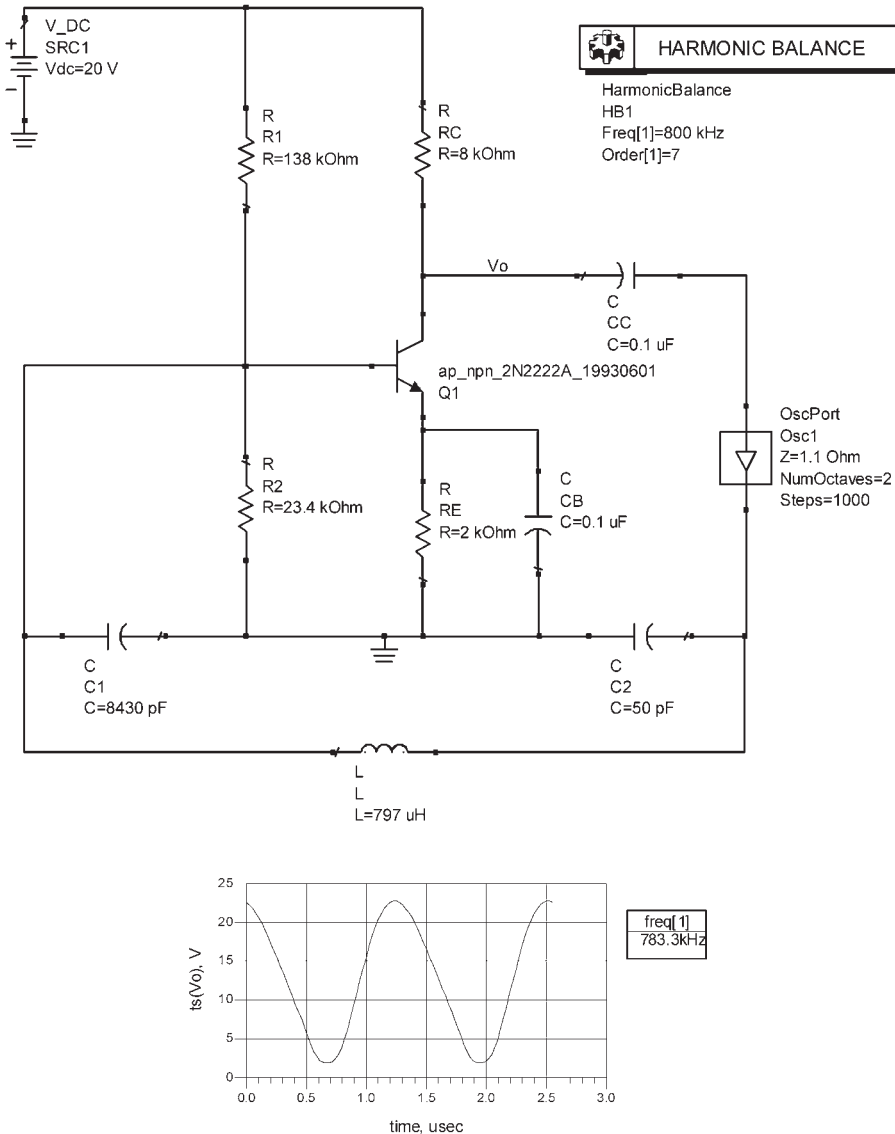 V_DC
SRC1
Vdc=20 V
+
−
HARMONIC BALANCE
HarmonicBalance
HB1
Freq[1]=800 kHz
Order[1]=7
R
R1
R=138 kOhm
R
RC
R=8 kOhm
Vo
C
CC
C=0.1 uF
ap_npn_2N2222A_19930601
Q1
OscPort
Osc1
Z=1.1 Ohm
NumOctaves=2
Steps=1000
R
R2
R=23.4 kOhm
R
RE
R=2 kOhm
C
CB
C=0.1 uF
C
C1
C=8430 pF
C
C2
C=50 pF
L
L
L=797 uH
ts(Vo), V
25
20
15
10
5
0
0.0 0.5 1.0 1.5 2.0 2.5 3.0
time, usec
freq[1]
783.3kHz